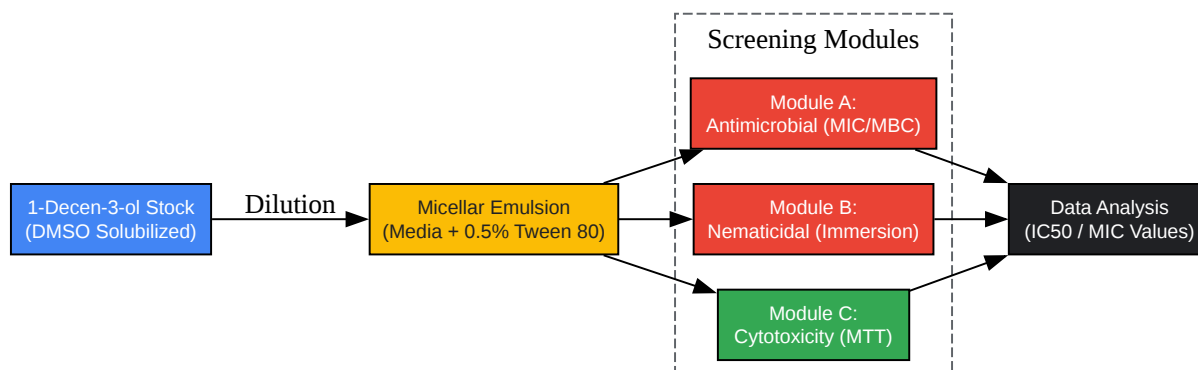 Screening Modules
Module A:
Antimicrobial (MIC/MBC)
1-Decen-3-ol Stock
(DMSO Solubilized)
Dilution
Micellar Emulsion
(Media + 0.5% Tween 80)
Module B:
Nematicidal (Immersion)
Data Analysis
(IC50 / MIC Values)
Module C:
Cytotoxicity (MTT)